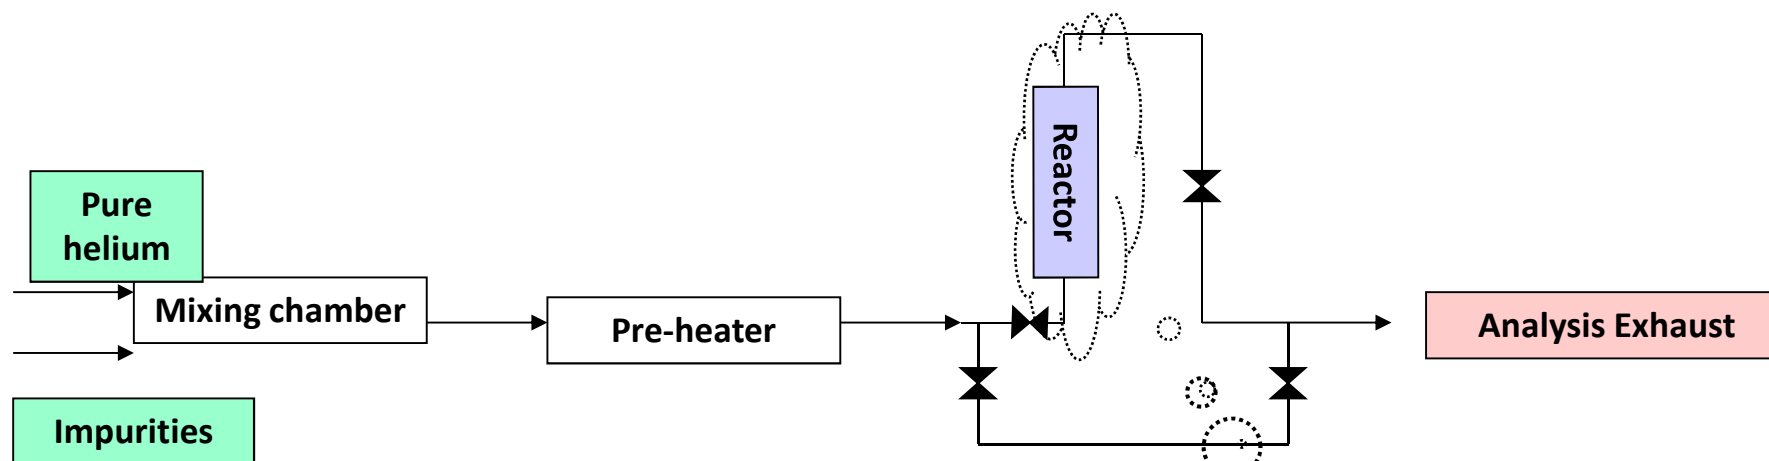 Pure
helium
Mixing chamber
Impurities
Pre-heater
Reactor
Analysis Exhaust